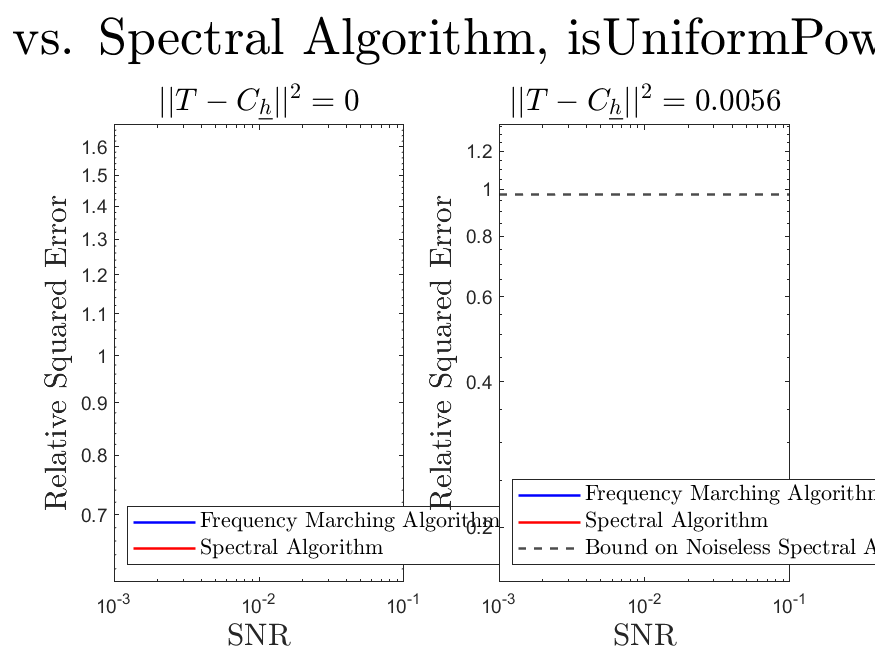 vs. Spectral Algorithm, isUniformPow
||T − C_h||² = 0
1.6
1.5
1.4
1.3
1.2
1.1
1
0.9
0.8
0.7
Relative Squared Error
Frequency Marching Algorithm
Spectral Algorithm
10⁻³ 10⁻² 10⁻¹
SNR
||T − C_h||² = 0.0056
1.2
1
0.8
0.6
0.4
0.2
Relative Squared Error
Frequency Marching Algorithm
Spectral Algorithm
Bound on Noiseless Spectral A
10⁻³ 10⁻² 10⁻¹
SNR